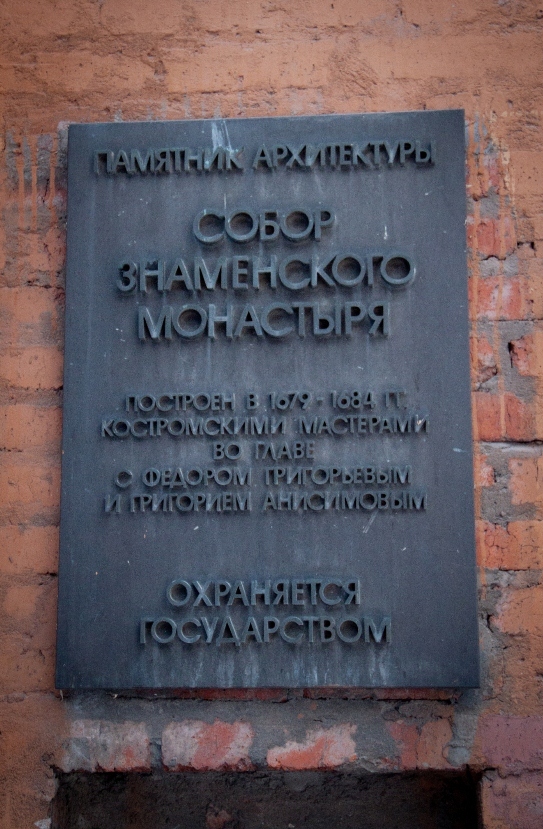 ПАМЯТНИК АРХИТЕКТУРЫ
СОБОР
ЗНАМЕНСКОГО
МОНАСТЫРЯ
ПОСТРОЕН В 1679-1684 ГГ.
КОСТРОМСКИМИ МАСТЕРАМИ
ВО ГЛАВЕ
С ФЕДОРОМ ГРИГОРЬЕВЫМ
И ГРИГОРИЕМ АНИСИМОВЫМ
ОХРАНЯЕТСЯ
ГОСУДАРСТВОМ